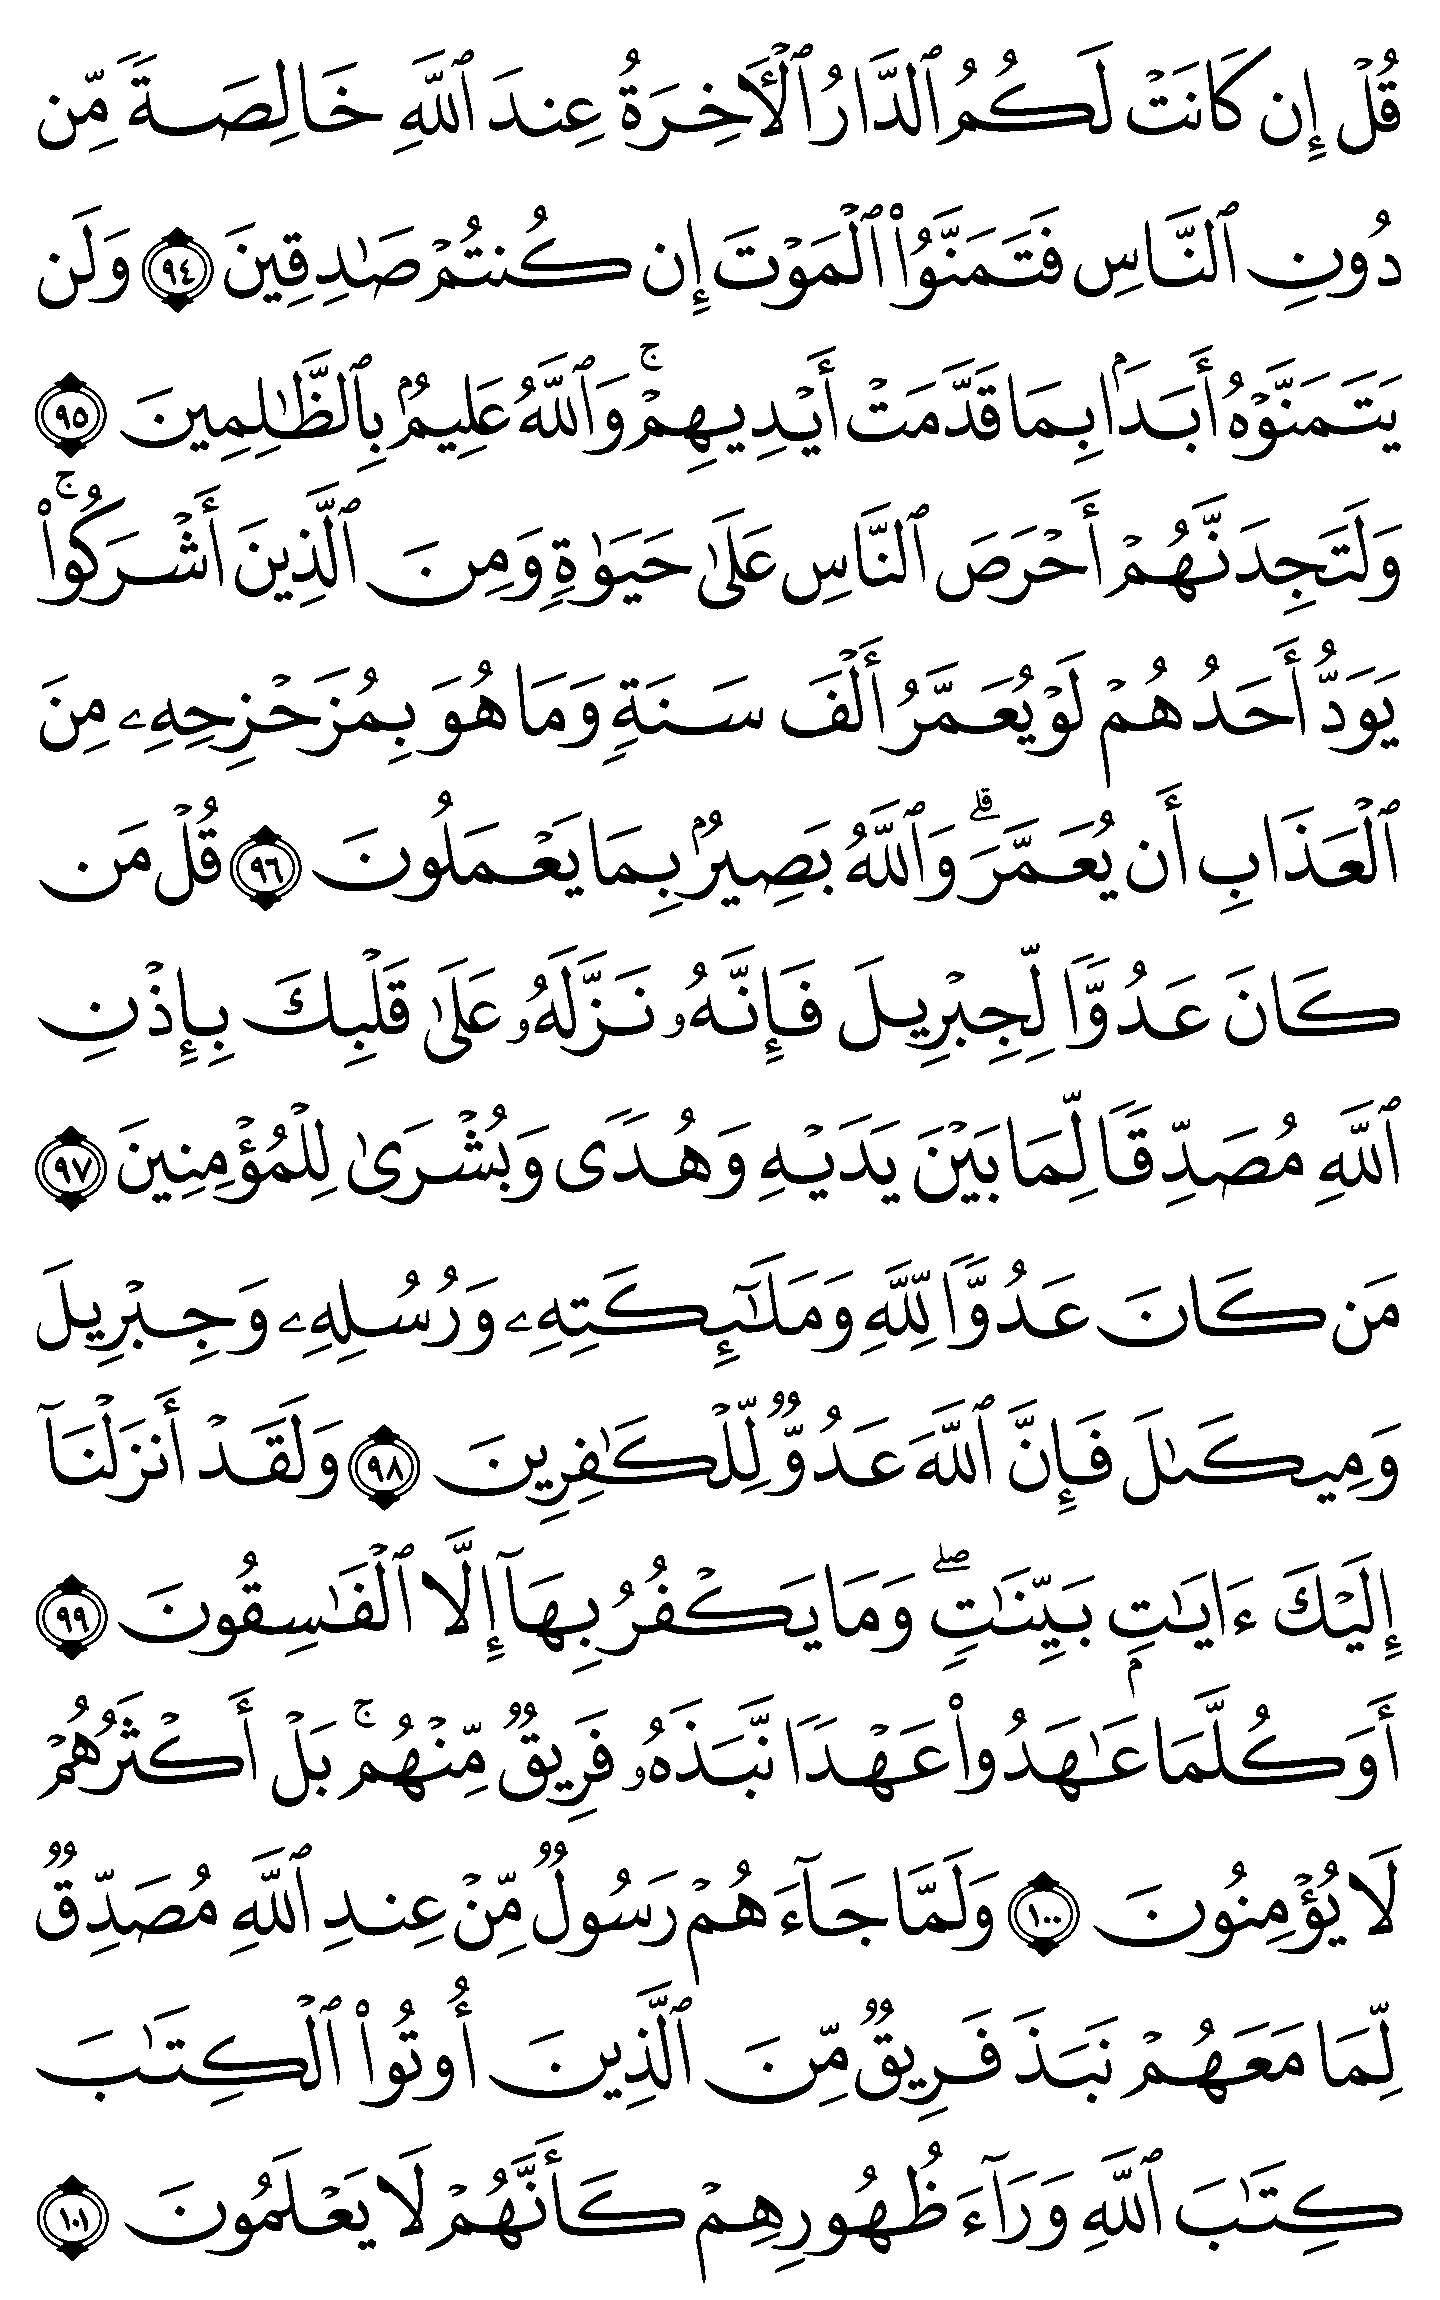 قُلۡ إِن كَانَتۡ لَكُمُ ٱلدَّارُ ٱلۡأٓخِرَةُ عِندَ ٱللَّهِ خَالِصَةٗ مِّن
دُونِ ٱلنَّاسِ فَتَمَنَّوُاْ ٱلۡمَوۡتَ إِن كُنتُمۡ صَٰدِقِينَ ٩٤ وَلَن
يَتَمَنَّوۡهُ أَبَدَۢا بِمَا قَدَّمَتۡ أَيۡدِيهِمۡۚ وَٱللَّهُ عَلِيمُۢ بِٱلظَّٰلِمِينَ ٩٥
وَلَتَجِدَنَّهُمۡ أَحۡرَصَ ٱلنَّاسِ عَلَىٰ حَيَوٰةٖ وَمِنَ ٱلَّذِينَ أَشۡرَكُواْۚ
يَوَدُّ أَحَدُهُمۡ لَوۡ يُعَمَّرُ أَلۡفَ سَنَةٖ وَمَا هُوَ بِمُزَحۡزِحِهِۦ مِنَ
ٱلۡعَذَابِ أَن يُعَمَّرَۗ وَٱللَّهُ بَصِيرُۢ بِمَا يَعۡمَلُونَ ٩٦ قُلۡ مَن
كَانَ عَدُوّٗا لِّجِبۡرِيلَ فَإِنَّهُۥ نَزَّلَهُۥ عَلَىٰ قَلۡبِكَ بِإِذۡنِ
ٱللَّهِ مُصَدِّقٗا لِّمَا بَيۡنَ يَدَيۡهِ وَهُدٗى وَبُشۡرَىٰ لِلۡمُؤۡمِنِينَ ٩٧
مَن كَانَ عَدُوّٗا لِّلَّهِ وَمَلَٰٓئِكَتِهِۦ وَرُسُلِهِۦ وَجِبۡرِيلَ
وَمِيكَىٰلَ فَإِنَّ ٱللَّهَ عَدُوّٞ لِّلۡكَٰفِرِينَ ٩٨ وَلَقَدۡ أَنزَلۡنَآ
إِلَيۡكَ ءَايَٰتِۭ بَيِّنَٰتٖۖ وَمَا يَكۡفُرُ بِهَآ إِلَّا ٱلۡفَٰسِقُونَ ٩٩
أَوَكُلَّمَا عَٰهَدُواْ عَهۡدٗا نَّبَذَهُۥ فَرِيقٞ مِّنۡهُمۚ بَلۡ أَكۡثَرُهُمۡ
لَا يُؤۡمِنُونَ ١٠٠ وَلَمَّا جَآءَهُمۡ رَسُولٞ مِّنۡ عِندِ ٱللَّهِ مُصَدِّقٞ
لِّمَا مَعَهُمۡ نَبَذَ فَرِيقٞ مِّنَ ٱلَّذِينَ أُوتُواْ ٱلۡكِتَٰبَ
كِتَٰبَ ٱللَّهِ وَرَآءَ ظُهُورِهِمۡ كَأَنَّهُمۡ لَا يَعۡلَمُونَ ١٠١